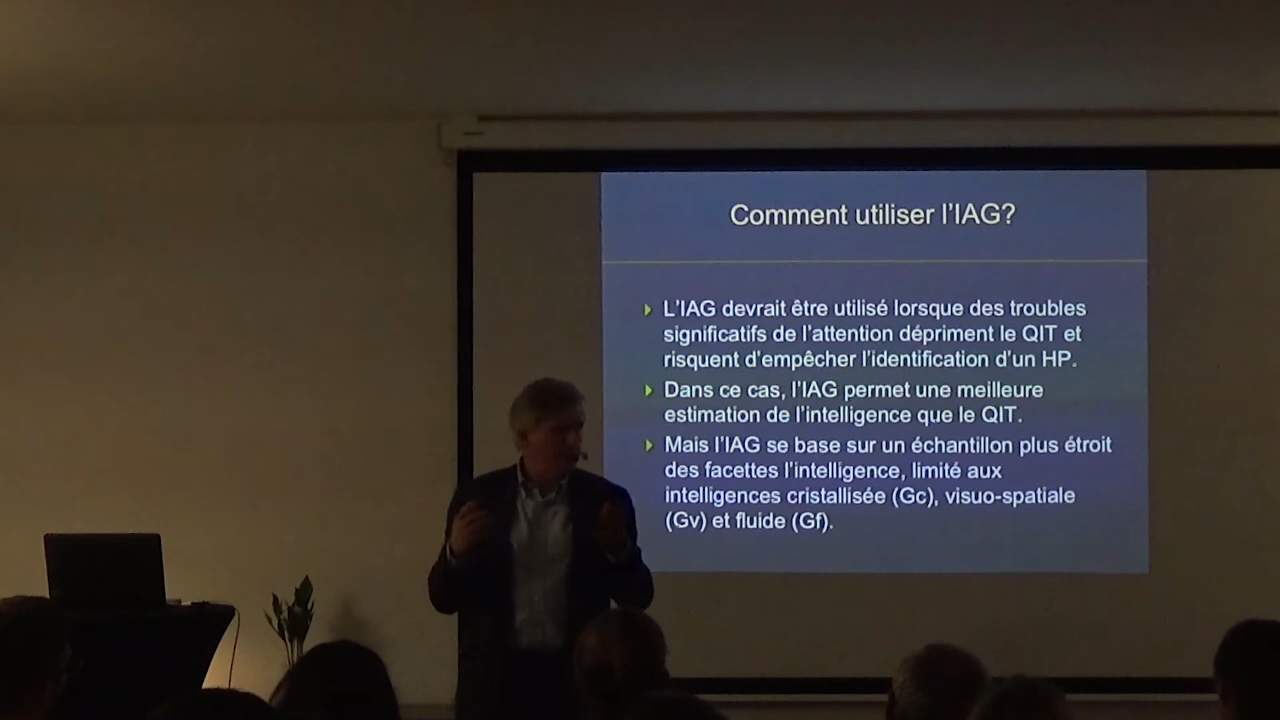 Comment utiliser l'IAG?
L'IAG devrait être utilisé lorsque des troubles
significatifs de l'attention dépriment le QIT et
risquent d'empêcher l'identification d'un HP.
Dans ce cas, l'IAG permet une meilleure
estimation de l'intelligence que le QIT.
Mais l'IAG se base sur un échantillon plus étroit
des facettes l'intelligence, limité aux
intelligences cristallisée (Gc), visuo-spatiale
(Gv) et fluide (Gf).